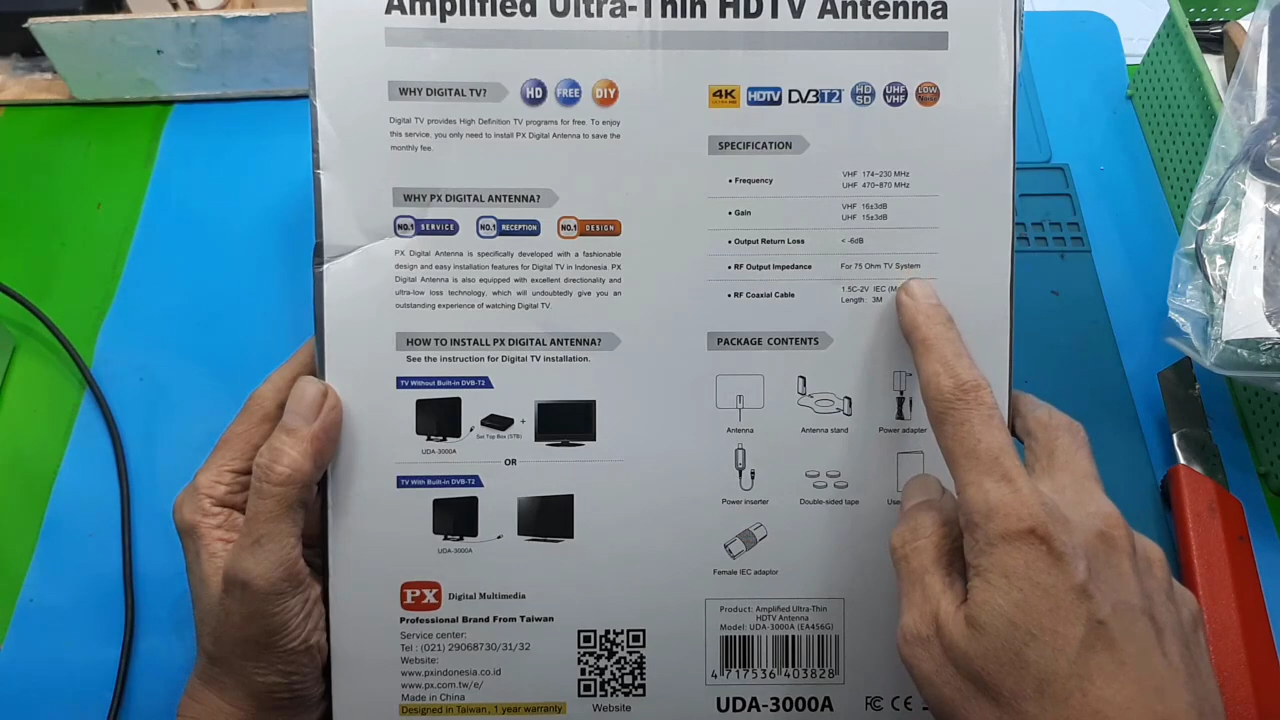 Amplified Ultra-Thin HDTV Antenna
WHY DIGITAL TV?
HD
FREE
DIY
Digital TV provides High Definition TV programs for free. To enjoy
this service, you only need to install PX Digital Antenna to save the
monthly fee.
WHY PX DIGITAL ANTENNA?
NO.1 SERVICE
NO.1 RECEPTION
NO.1 DESIGN
PX Digital Antenna is specifically developed with a fashionable
design and easy installation features for Digital TV in Indonesia. PX
Digital Antenna is also equipped with excellent directionality and
ultra-low loss technology, which will undoubtedly give you an
outstanding experience of watching Digital TV.
HOW TO INSTALL PX DIGITAL ANTENNA?
See the instruction for Digital TV installation.
TV Without Built-in DVB-T2
Set Top Box (STB)
+
UDA-3000A
OR
TV With Built-in DVB-T2
UDA-3000A
PX Digital Multimedia
Professional Brand From Taiwan
Service center:
Tel : (021) 29068730/31/32
Website:
www.pxindonesia.co.id
www.px.com.tw/e/
Made in China
Designed in Taiwan, 1 year warranty
Website
4K
ULTRA HD
HDTV
DVB T2
HD
SD
UHF
VHF
LOW
Noise
SPECIFICATION
• Frequency
VHF 174~230 MHz
UHF 470~870 MHz
• Gain
VHF 16±3dB
UHF 15±3dB
• Output Return Loss
< -6dB
• RF Output Impedance
For 75 Ohm TV System
• RF Coaxial Cable
1.5C-2V IEC
Length: 3M
PACKAGE CONTENTS
Antenna
Antenna stand
Power adapter
Power inserter
Double-sided tape
Female IEC adaptor
Product: Amplified Ultra-Thin
HDTV Antenna
Model: UDA-3000A (EA456G)
4 717536 403828
UDA-3000A
FC CE